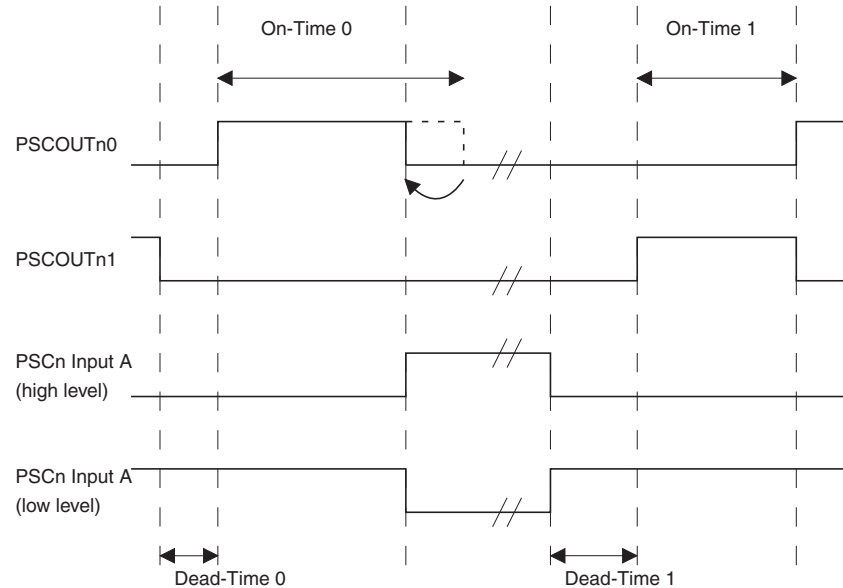 On-Time 0
On-Time 1
PSCOUTn0
PSCOUTn1
PSCn Input A
(high level)
PSCn Input A
(low level)
Dead-Time 0
Dead-Time 1